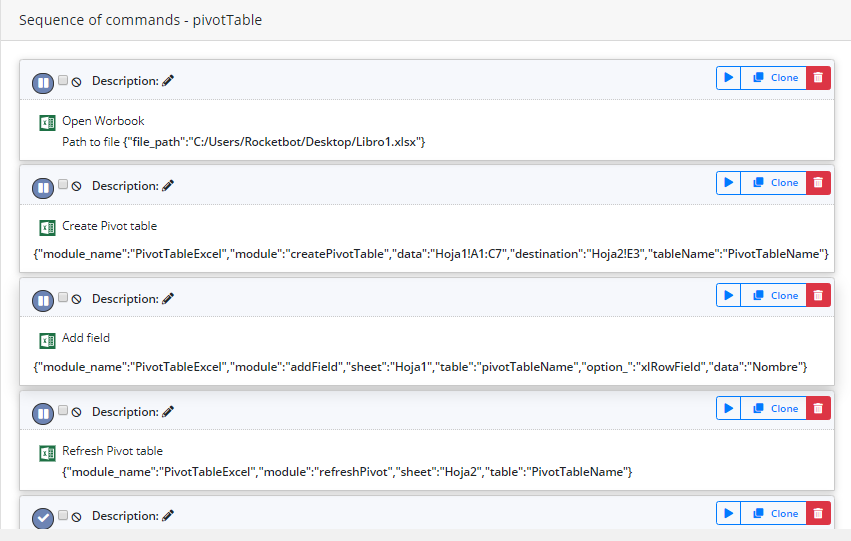 Sequence of commands - pivotTable
Description:
Clone
Open Worbook
Path to file {"file_path":"C:/Users/Rocketbot/Desktop/Libro1.xlsx"}
Description:
Clone
Create Pivot table
{"module_name":"PivotTableExcel","module":"createPivotTable","data":"Hoja1!A1:C7","destination":"Hoja2!E3","tableName":"PivotTableName"}
Description:
Clone
Add field
{"module_name":"PivotTableExcel","module":"addField","sheet":"Hoja1","table":"pivotTableName","option_":"xlRowField","data":"Nombre"}
Description:
Clone
Refresh Pivot table
{"module_name":"PivotTableExcel","module":"refreshPivot","sheet":"Hoja2","table":"PivotTableName"}
Description:
Clone